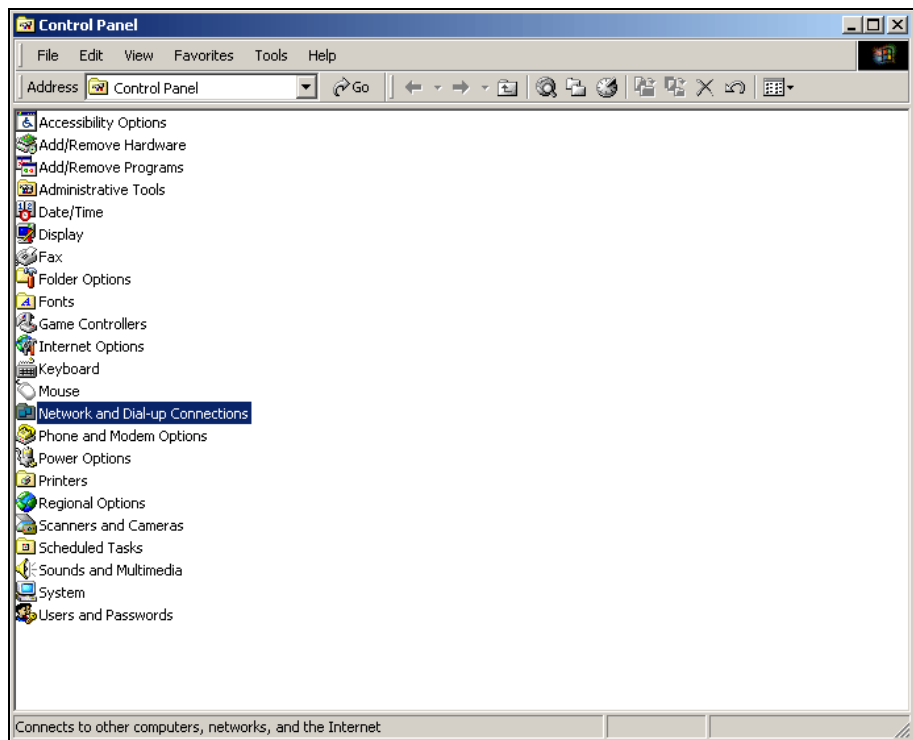 Control Panel
File Edit View Favorites Tools Help
Address Control Panel Go
Accessibility Options
Add/Remove Hardware
Add/Remove Programs
Administrative Tools
Date/Time
Display
Fax
Folder Options
Fonts
Game Controllers
Internet Options
Keyboard
Mouse
Network and Dial-up Connections
Phone and Modem Options
Power Options
Printers
Regional Options
Scanners and Cameras
Scheduled Tasks
Sounds and Multimedia
System
Users and Passwords
Connects to other computers, networks, and the Internet